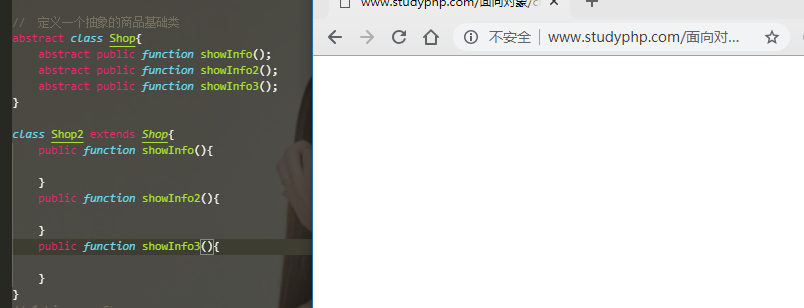 //  定义一个抽象的商品基础类
abstract class Shop{
    abstract public function showInfo();
    abstract public function showInfo2();
    abstract public function showInfo3();
}
class Shop2 extends Shop{
    public function showInfo(){
    }
    public function showInfo2(){
    }
    public function showInfo3(){
    }
}
www.studyphp.com/面向对象/
不安全 | www.studyphp.com/面向对...